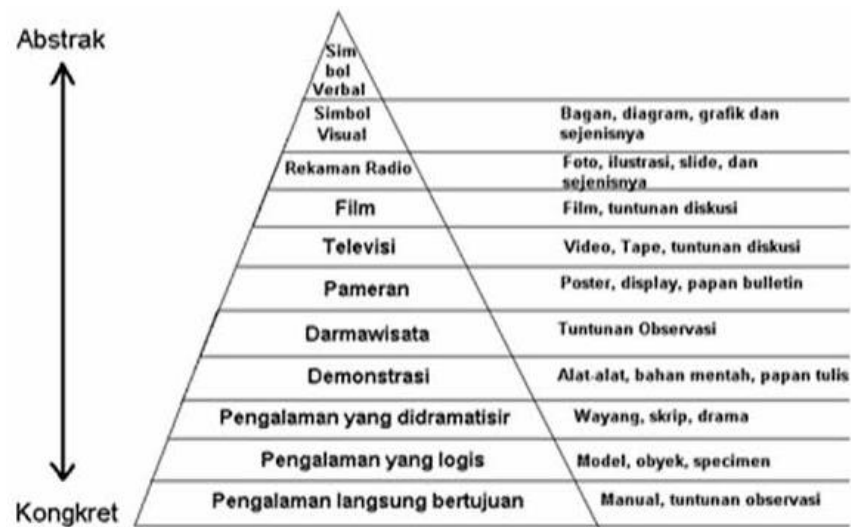 Abstrak
Sim
bol
Verbal
Simbol
Visual
Bagan, diagram, grafik dan
sejenisnya
Rekaman Radio
Foto, ilustrasi, slide, dan
sejenisnya
Film
Film, tuntunan diskusi
Televisi
Video, Tape, tuntunan diskusi
Pameran
Poster, display, papan bulletin
Darmawisata
Tuntunan Observasi
Demonstrasi
Alat-alat, bahan mentah, papan tulis
Pengalaman yang didramatisir
Wayang, skrip, drama
Pengalaman yang logis
Model, obyek, specimen
Pengalaman langsung bertujuan
Manual, tuntunan observasi
Kongkret